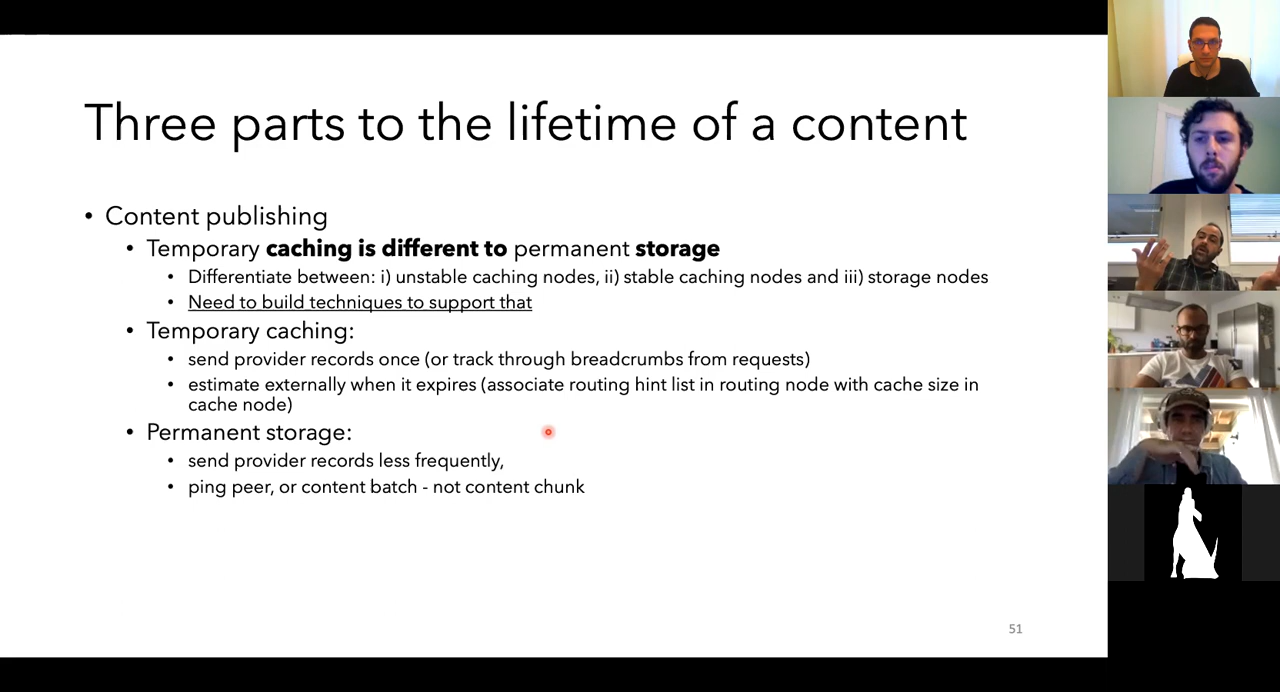 Three parts to the lifetime of a content
• Content publishing
• Temporary caching is different to permanent storage
• Differentiate between: i) unstable caching nodes, ii) stable caching nodes and iii) storage nodes
• Need to build techniques to support that
• Temporary caching:
• send provider records once (or track through breadcrumbs from requests)
• estimate externally when it expires (associate routing hint list in routing node with cache size in
cache node)
• Permanent storage:
• send provider records less frequently,
• ping peer, or content batch - not content chunk
51